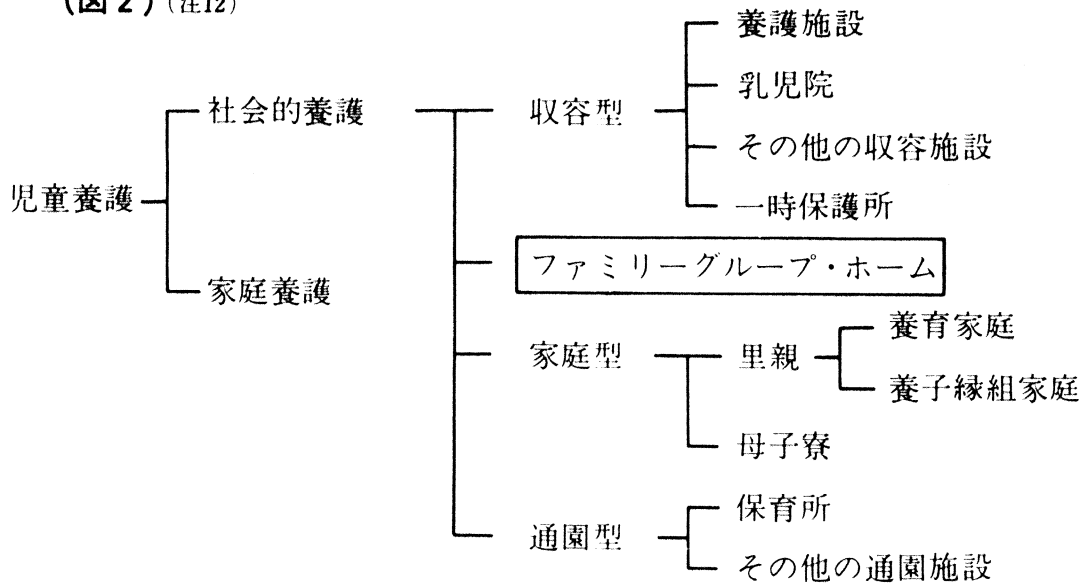 (図2)(注12)
児童養護
社会的養護
家庭養護
収容型
養護施設
乳児院
その他の収容施設
一時保護所
ファミリーグループ・ホーム
家庭型
里親
養育家庭
養子縁組家庭
母子寮
通園型
保育所
その他の通園施設